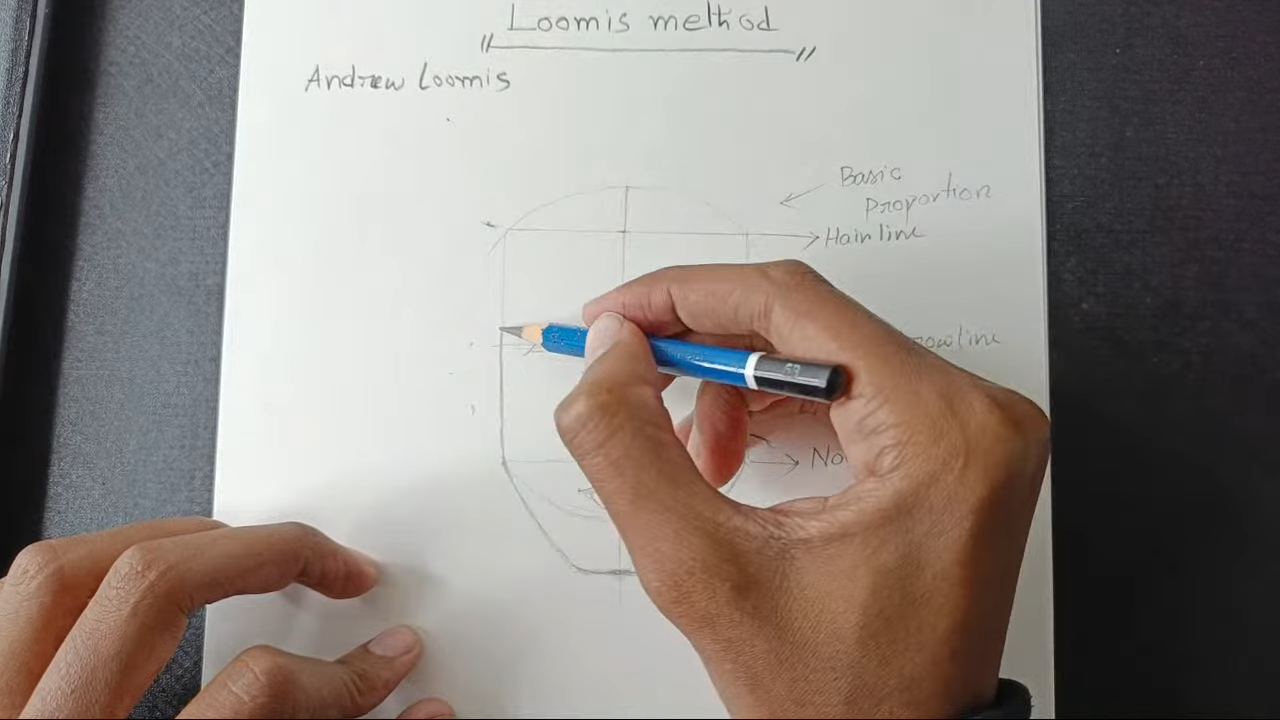 Loomis method
Andrew Loomis
Basic
Proportion
Hairline